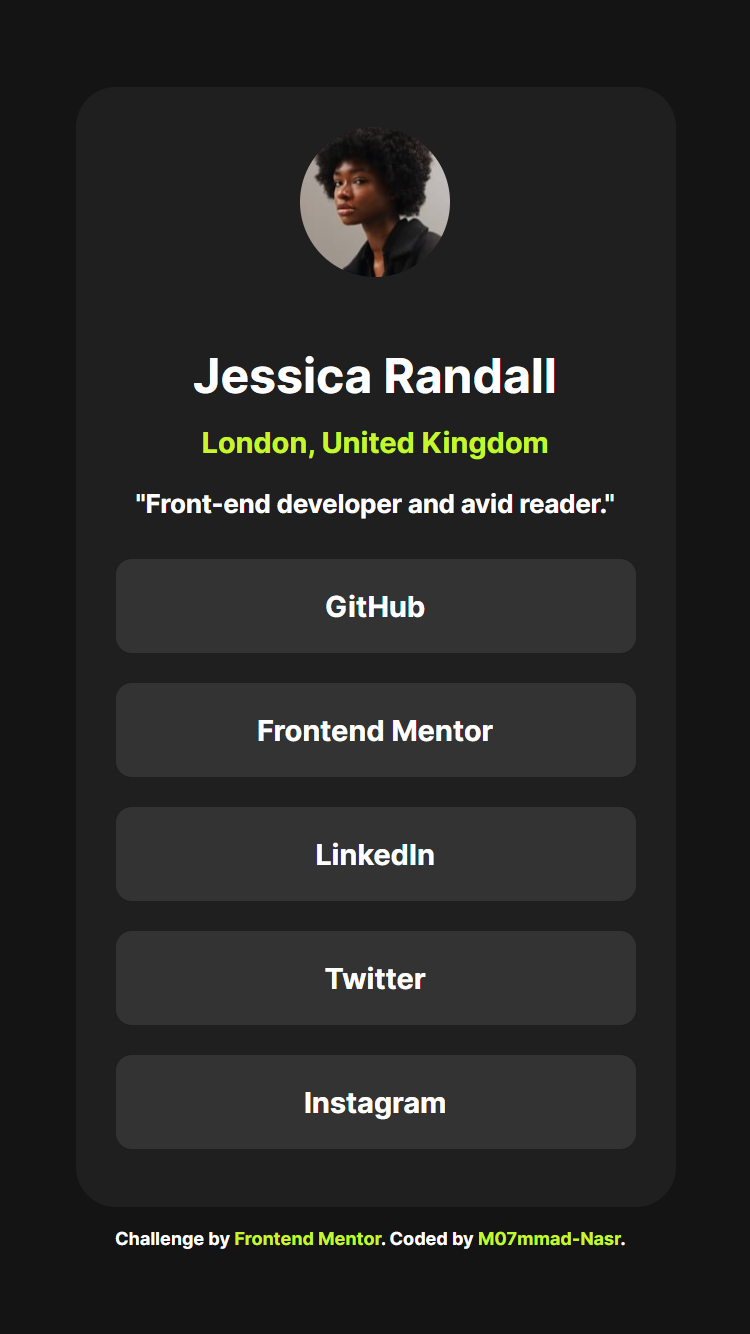 Jessica Randall
London, United Kingdom
"Front-end developer and avid reader."
GitHub
Frontend Mentor
LinkedIn
Twitter
Instagram
Challenge by Frontend Mentor. Coded by M07mmad-Nasr.